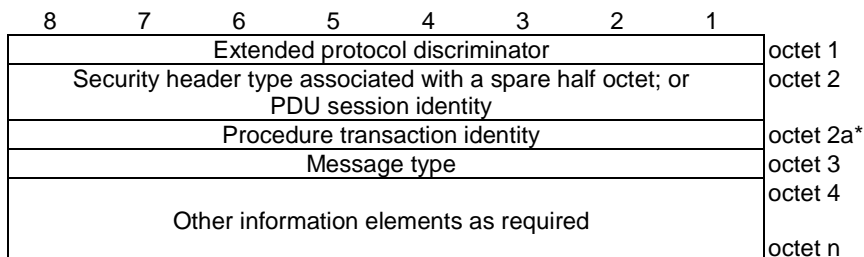 8 7 6 5 4 3 2 1
Extended protocol discriminator octet 1
Security header type associated with a spare half octet; or octet 2
PDU session identity
Procedure transaction identity octet 2a*
Message type octet 3
octet 4
Other information elements as required
octet n